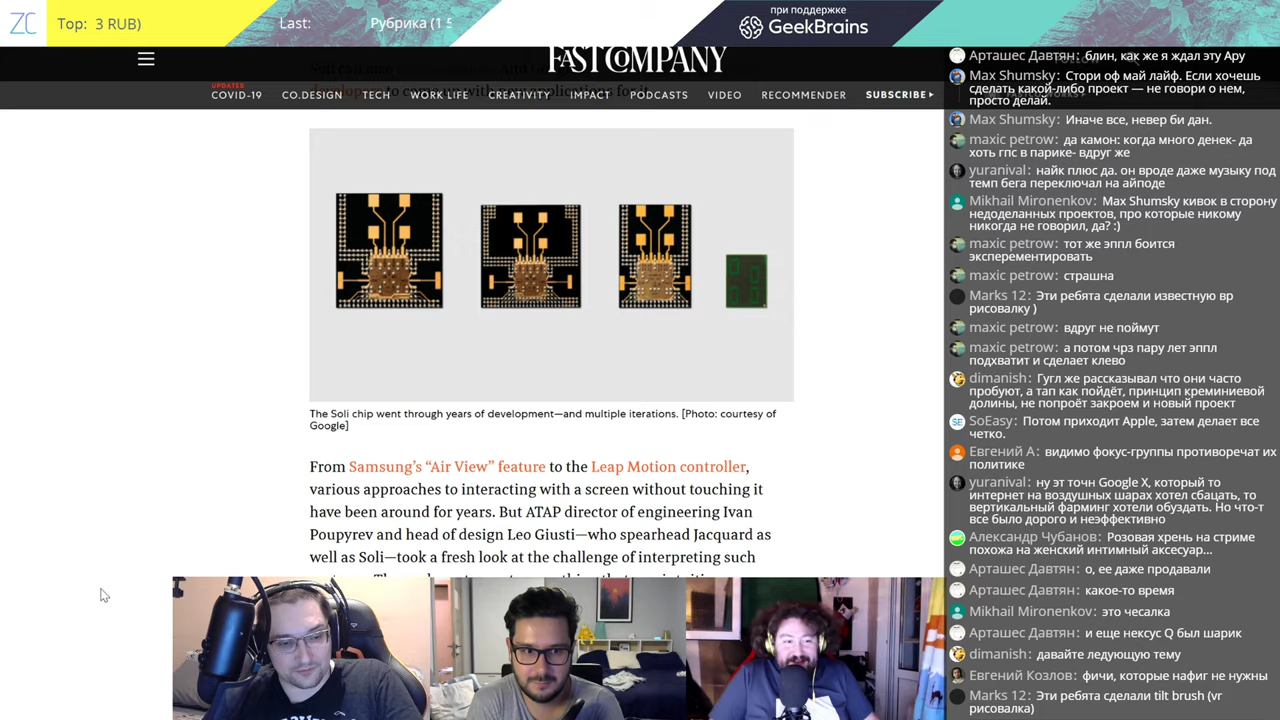 ZC
Top: 3 RUB)
Last:
Рубрика (1 5
при поддержке
GeekBrains
FAST COMPANY
UPDATED
COVID-19
CO.DESIGN
TECH
WORK LIFE
CREATIVITY
IMPACT
PODCASTS
VIDEO
RECOMMENDER
SUBSCRIBE
The Soli chip went through years of development—and multiple iterations. [Photo: courtesy of
Google]
From Samsung’s “Air View” feature to the Leap Motion controller,
various approaches to interacting with a screen without touching it
have been around for years. But ATAP director of engineering Ivan
Poupyrev and head of design Leo Giusti—who spearhead Jacquard as
well as Soli—took a fresh look at the challenge of interpreting such
Арташес Давтян: блин, как же я ждал эту Ару
Max Shumsky: Стори оф май лайф. Если хочешь
сделать какой-либо проект — не говори о нем,
просто делай.
Max Shumsky: Иначе все, невер би дан.
maxic petrow: да камон: когда много денек- да
хоть гпс в парике- вдруг же
yuranival: найк плюс да. он вроде даже музыку под
темп бега переключал на айподе
Mikhail Mironenkov: Max Shumsky кивок в сторону
недоделанных проектов, про которые никому
никогда не говорил, да? :)
maxic petrow: тот же эппл боится
эксперементировать
maxic petrow: страшна
Marks 12: Эти ребята сделали известную вр
рисовалку )
maxic petrow: вдруг не поймут
maxic petrow: а потом чрз пару лет эппл
подхватит и сделает клево
dimanish: Гугл же рассказывал что они часто
пробуют, а тап как пойдёт, принцип креминиевой
долины, не попроёт закроем и новый проект
SoEasy: Потом приходит Apple, затем делает все
четко.
Евгений А: видимо фокус-группы противоречат их
политике
yuranival: ну эт точн Google X, который то
интернет на воздушных шарах хотел сбацать, то
вертикальный фарминг хотели обуздать. Но что-т
все было дорого и неэффективно
Александр Чубанов: Розовая хрень на стриме
похожа на женский интимный аксесуар...
Арташес Давтян: о, ее даже продавали
Арташес Давтян: какое-то время
Mikhail Mironenkov: это чесалка
Арташес Давтян: и еще нексус Q был шарик
dimanish: давайте ледующую тему
Евгений Козлов: фичи, которые нафиг не нужны
Marks 12: Эти ребята сделали tilt brush (vr
рисовалка)